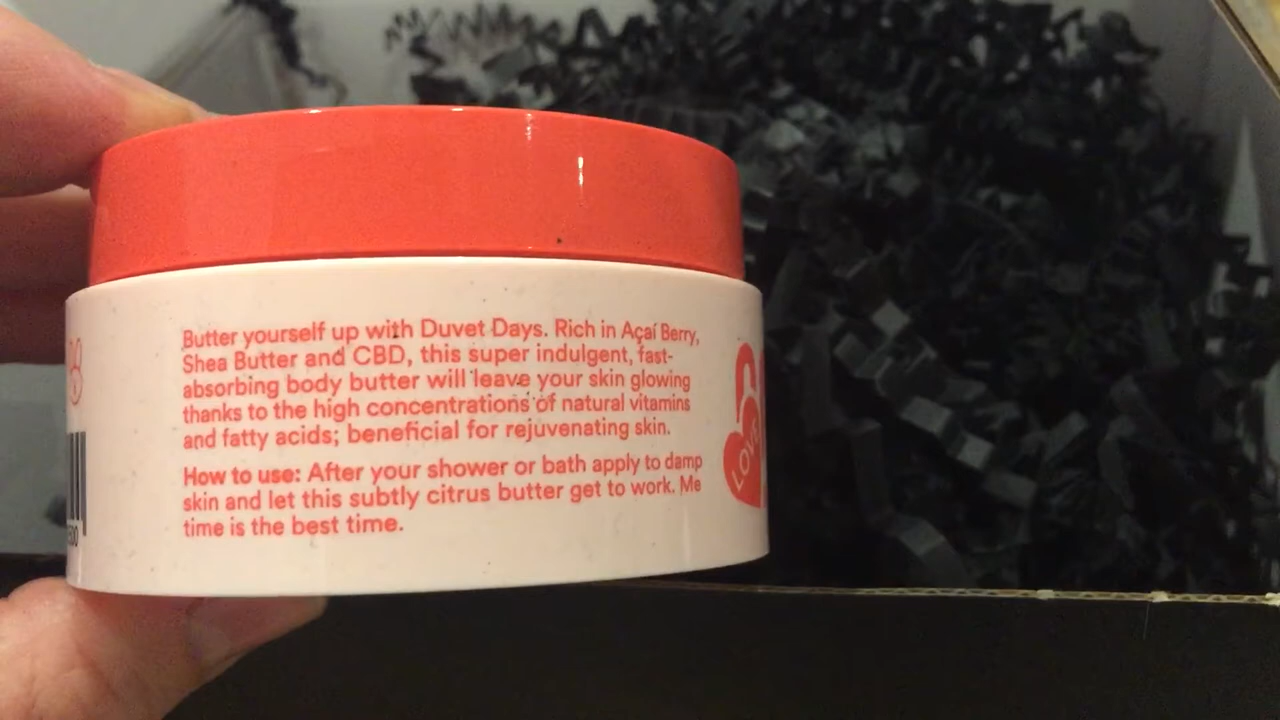 Butter yourself up with Duvet Days. Rich in Açaí Berry,
Shea Butter and CBD, this super indulgent, fast-
absorbing body butter will leave your skin glowing
thanks to the high concentrations of natural vitamins
and fatty acids; beneficial for rejuvenating skin.
How to use: After your shower or bath apply to damp
skin and let this subtly citrus butter get to work. Me
time is the best time.
LOVE